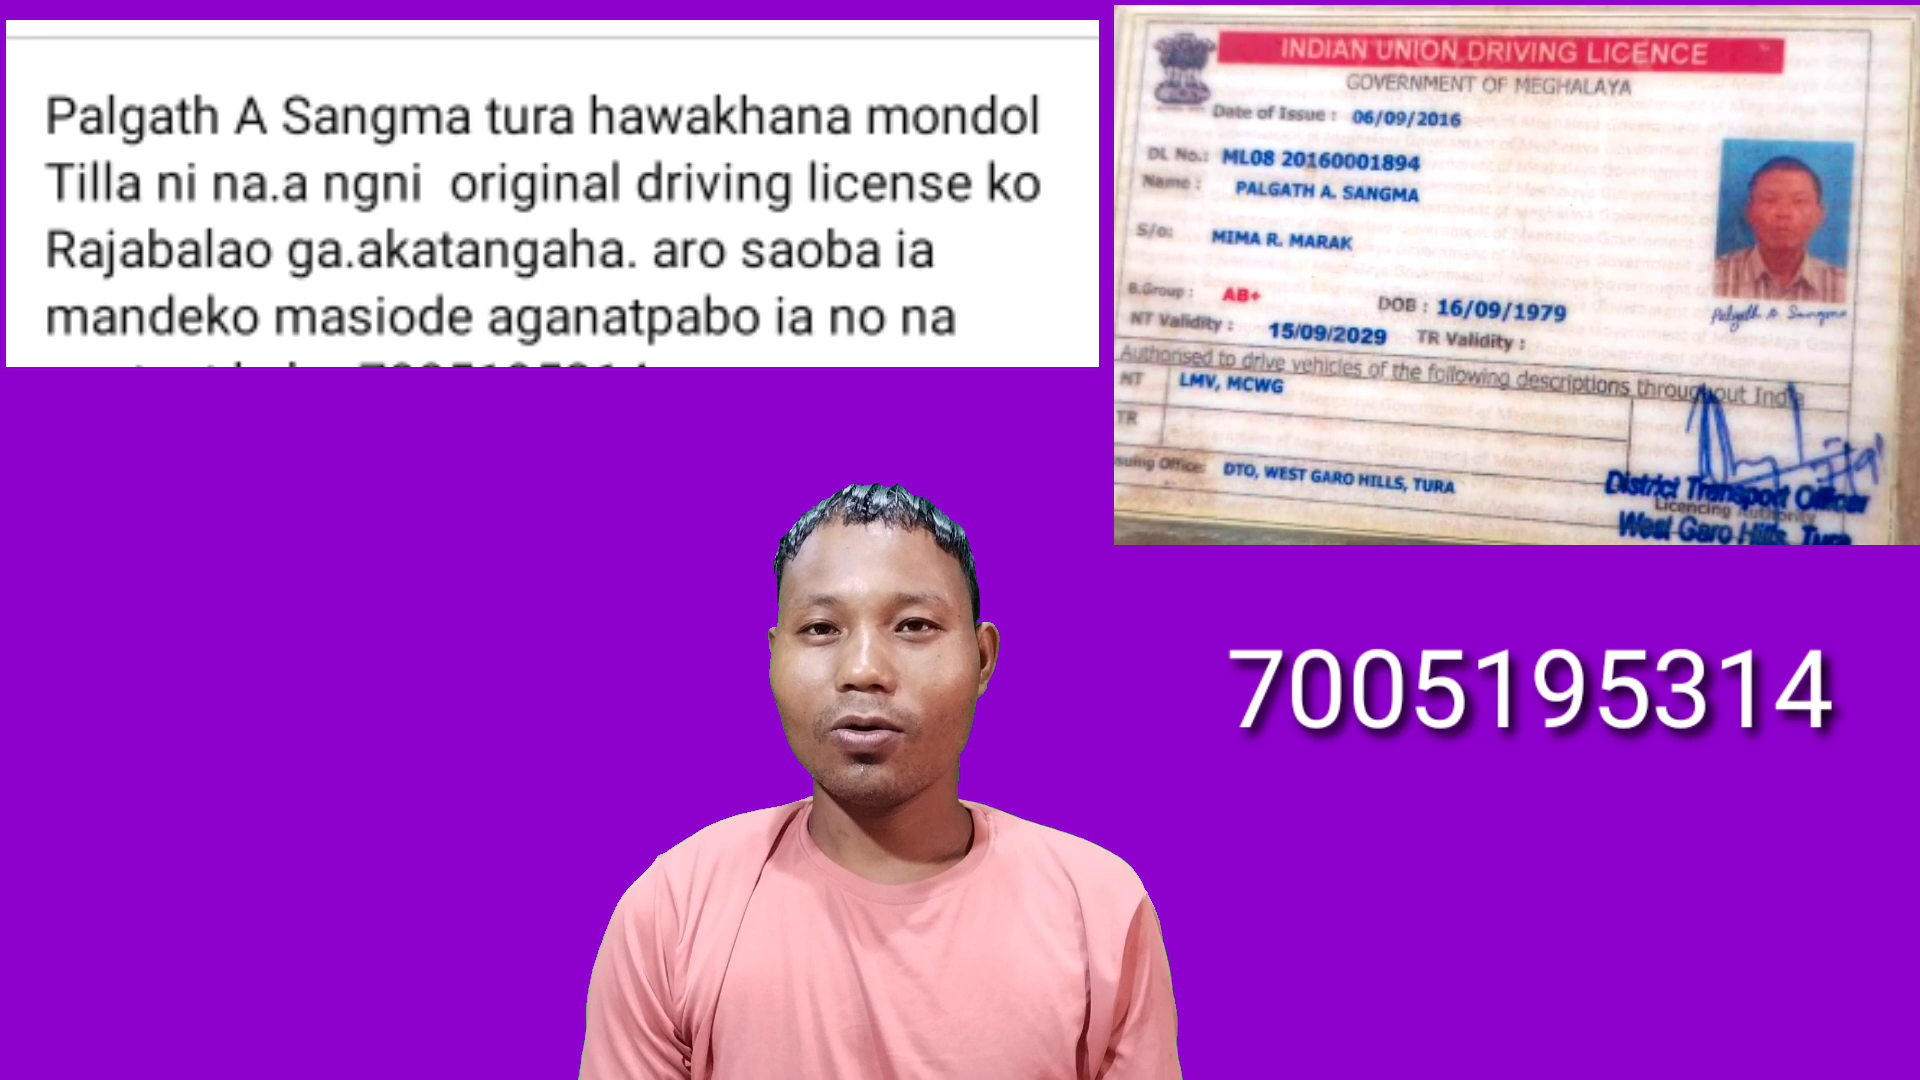 Palgath A Sangma tura hawakhana mondol
Tilla ni na.a ngni original driving license ko
Rajabalao ga.akatangaha. aro saoba ia
mandeko masiode aganatpabo ia no na
INDIAN UNION DRIVING LICENCE
GOVERNMENT OF MEGHALAYA
Date of Issue : 06/09/2016
DL No.: ML08 20160001894
Name : PALGATH A. SANGMA
S/o: MIMA R. MARAK
B.Group : AB+ DOB : 16/09/1979
Palgath A. Sangma
NT Validity : 15/09/2029 TR Validity :
Authorised to drive vehicles of the following descriptions throughout India
NT LMV, MCWG
TR
Issuing Office: DTO, WEST GARO HILLS, TURA
District Transport Officer
Licencing Authority
West Garo Hills, Tura
7005195314